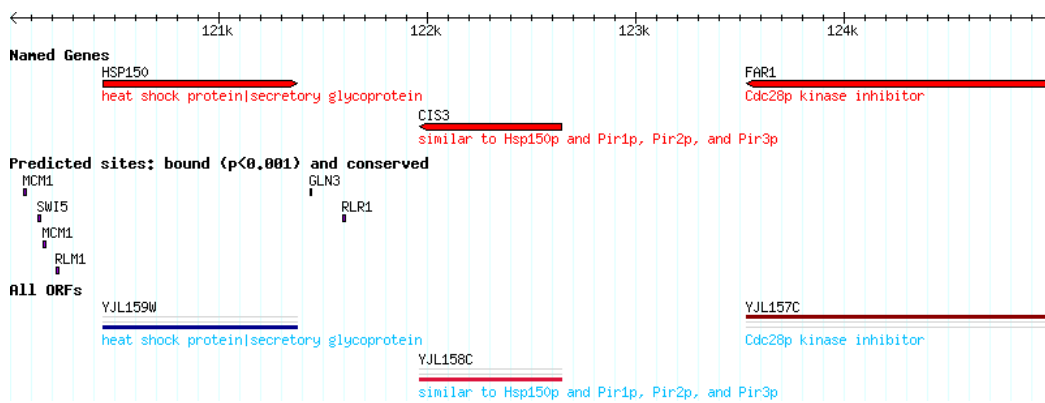 121k 122k 123k 124k
Named Genes
HSP150 FAR1
heat shock protein|secretory glycoprotein Cdc28p kinase inhibitor
CIS3
similar to Hsp150p and Pir1p, Pir2p, and Pir3p
Predicted sites: bound (p<0.001) and conserved
MCM1 GLN3
SWI5 RLR1
MCM1
RLM1
All ORFs
YJL159W YJL157C
heat shock protein|secretory glycoprotein Cdc28p kinase inhibitor
YJL158C
similar to Hsp150p and Pir1p, Pir2p, and Pir3p